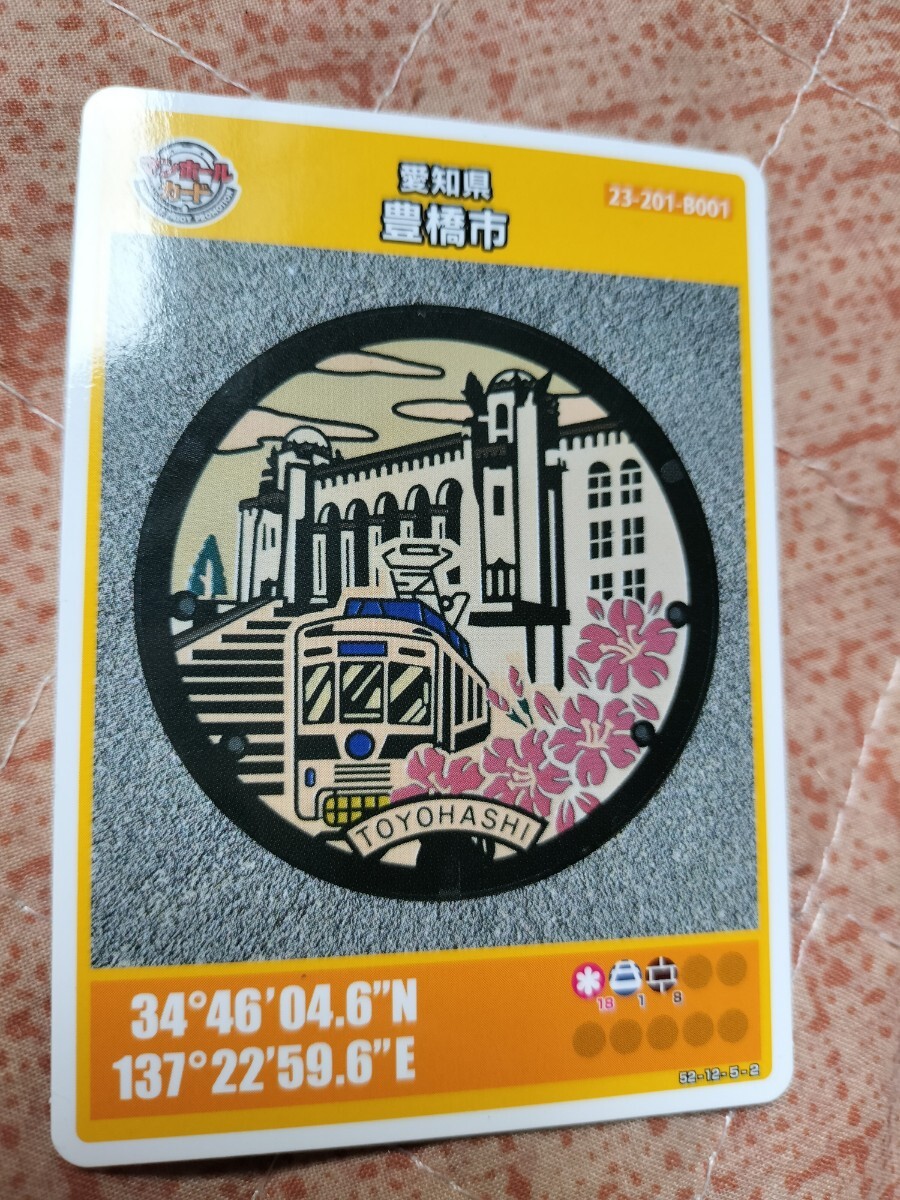 マンホール
カード
愛知県
豊橋市
23-201-B001
TOYOHASHI
34°46'04.6"N
137°22'59.6"E
18 1 8
52-12-5-2